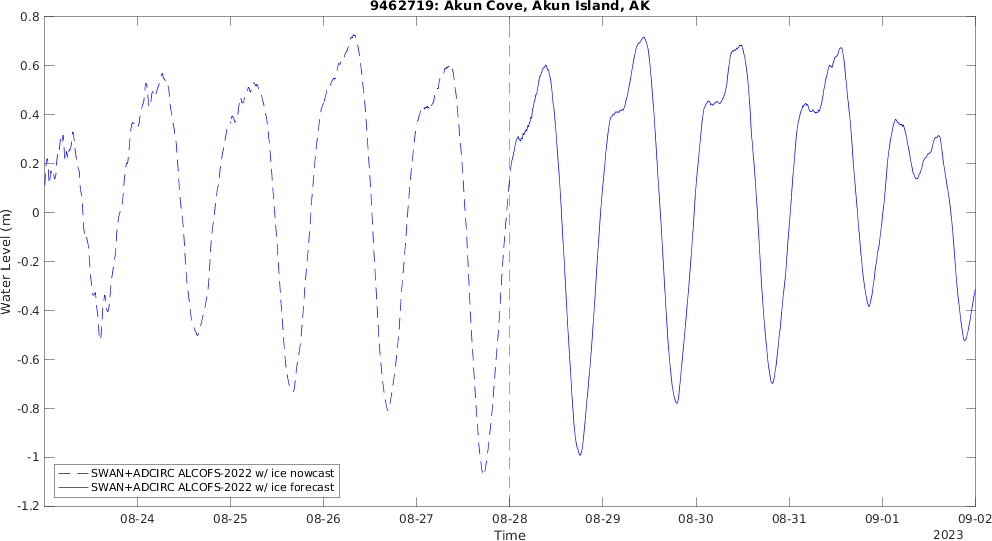 9462719: Akun Cove, Akun Island, AK
0.8
0.6
0.4
0.2
0
-0.2
-0.4
-0.6
-0.8
-1
-1.2
Water Level (m)
SWAN+ADCIRC ALCOFS-2022 w/ ice nowcast
SWAN+ADCIRC ALCOFS-2022 w/ ice forecast
08-24 08-25 08-26 08-27 08-28 08-29 08-30 08-31 09-01 09-02
Time
2023